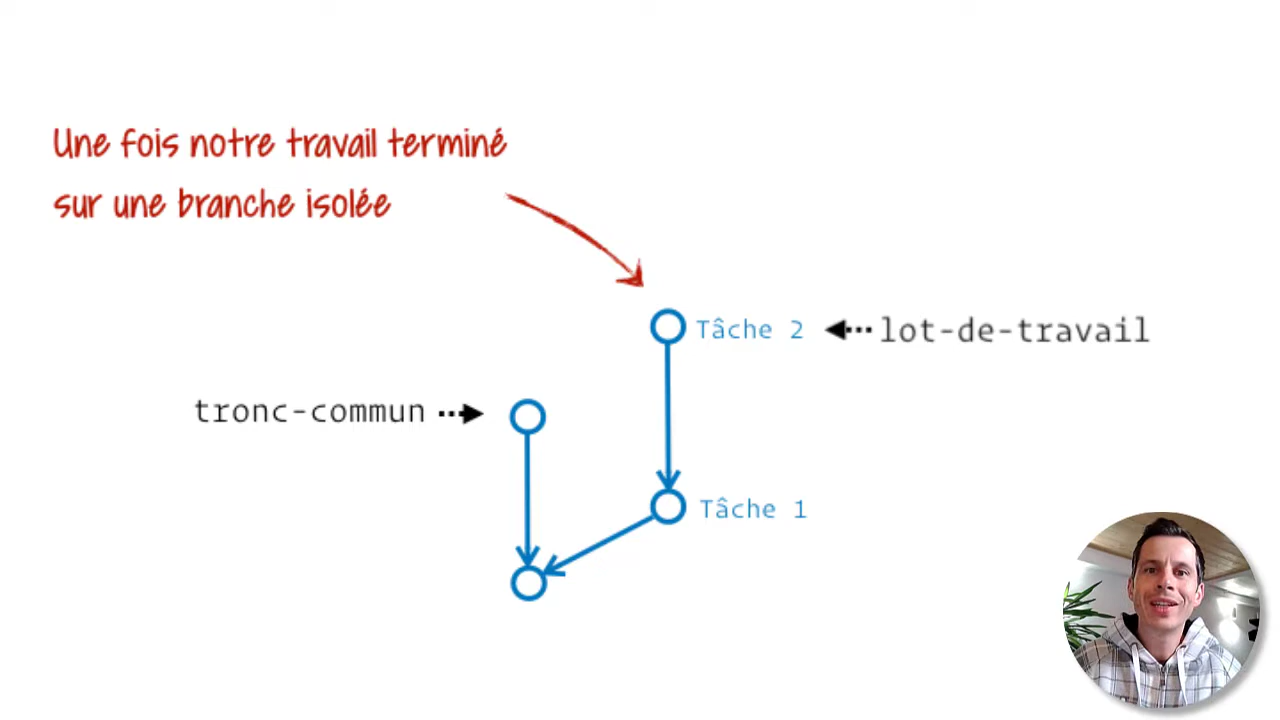 Une fois notre travail terminé
sur une branche isolée
Tâche 2
lot-de-travail
tronc-commun
Tâche 1